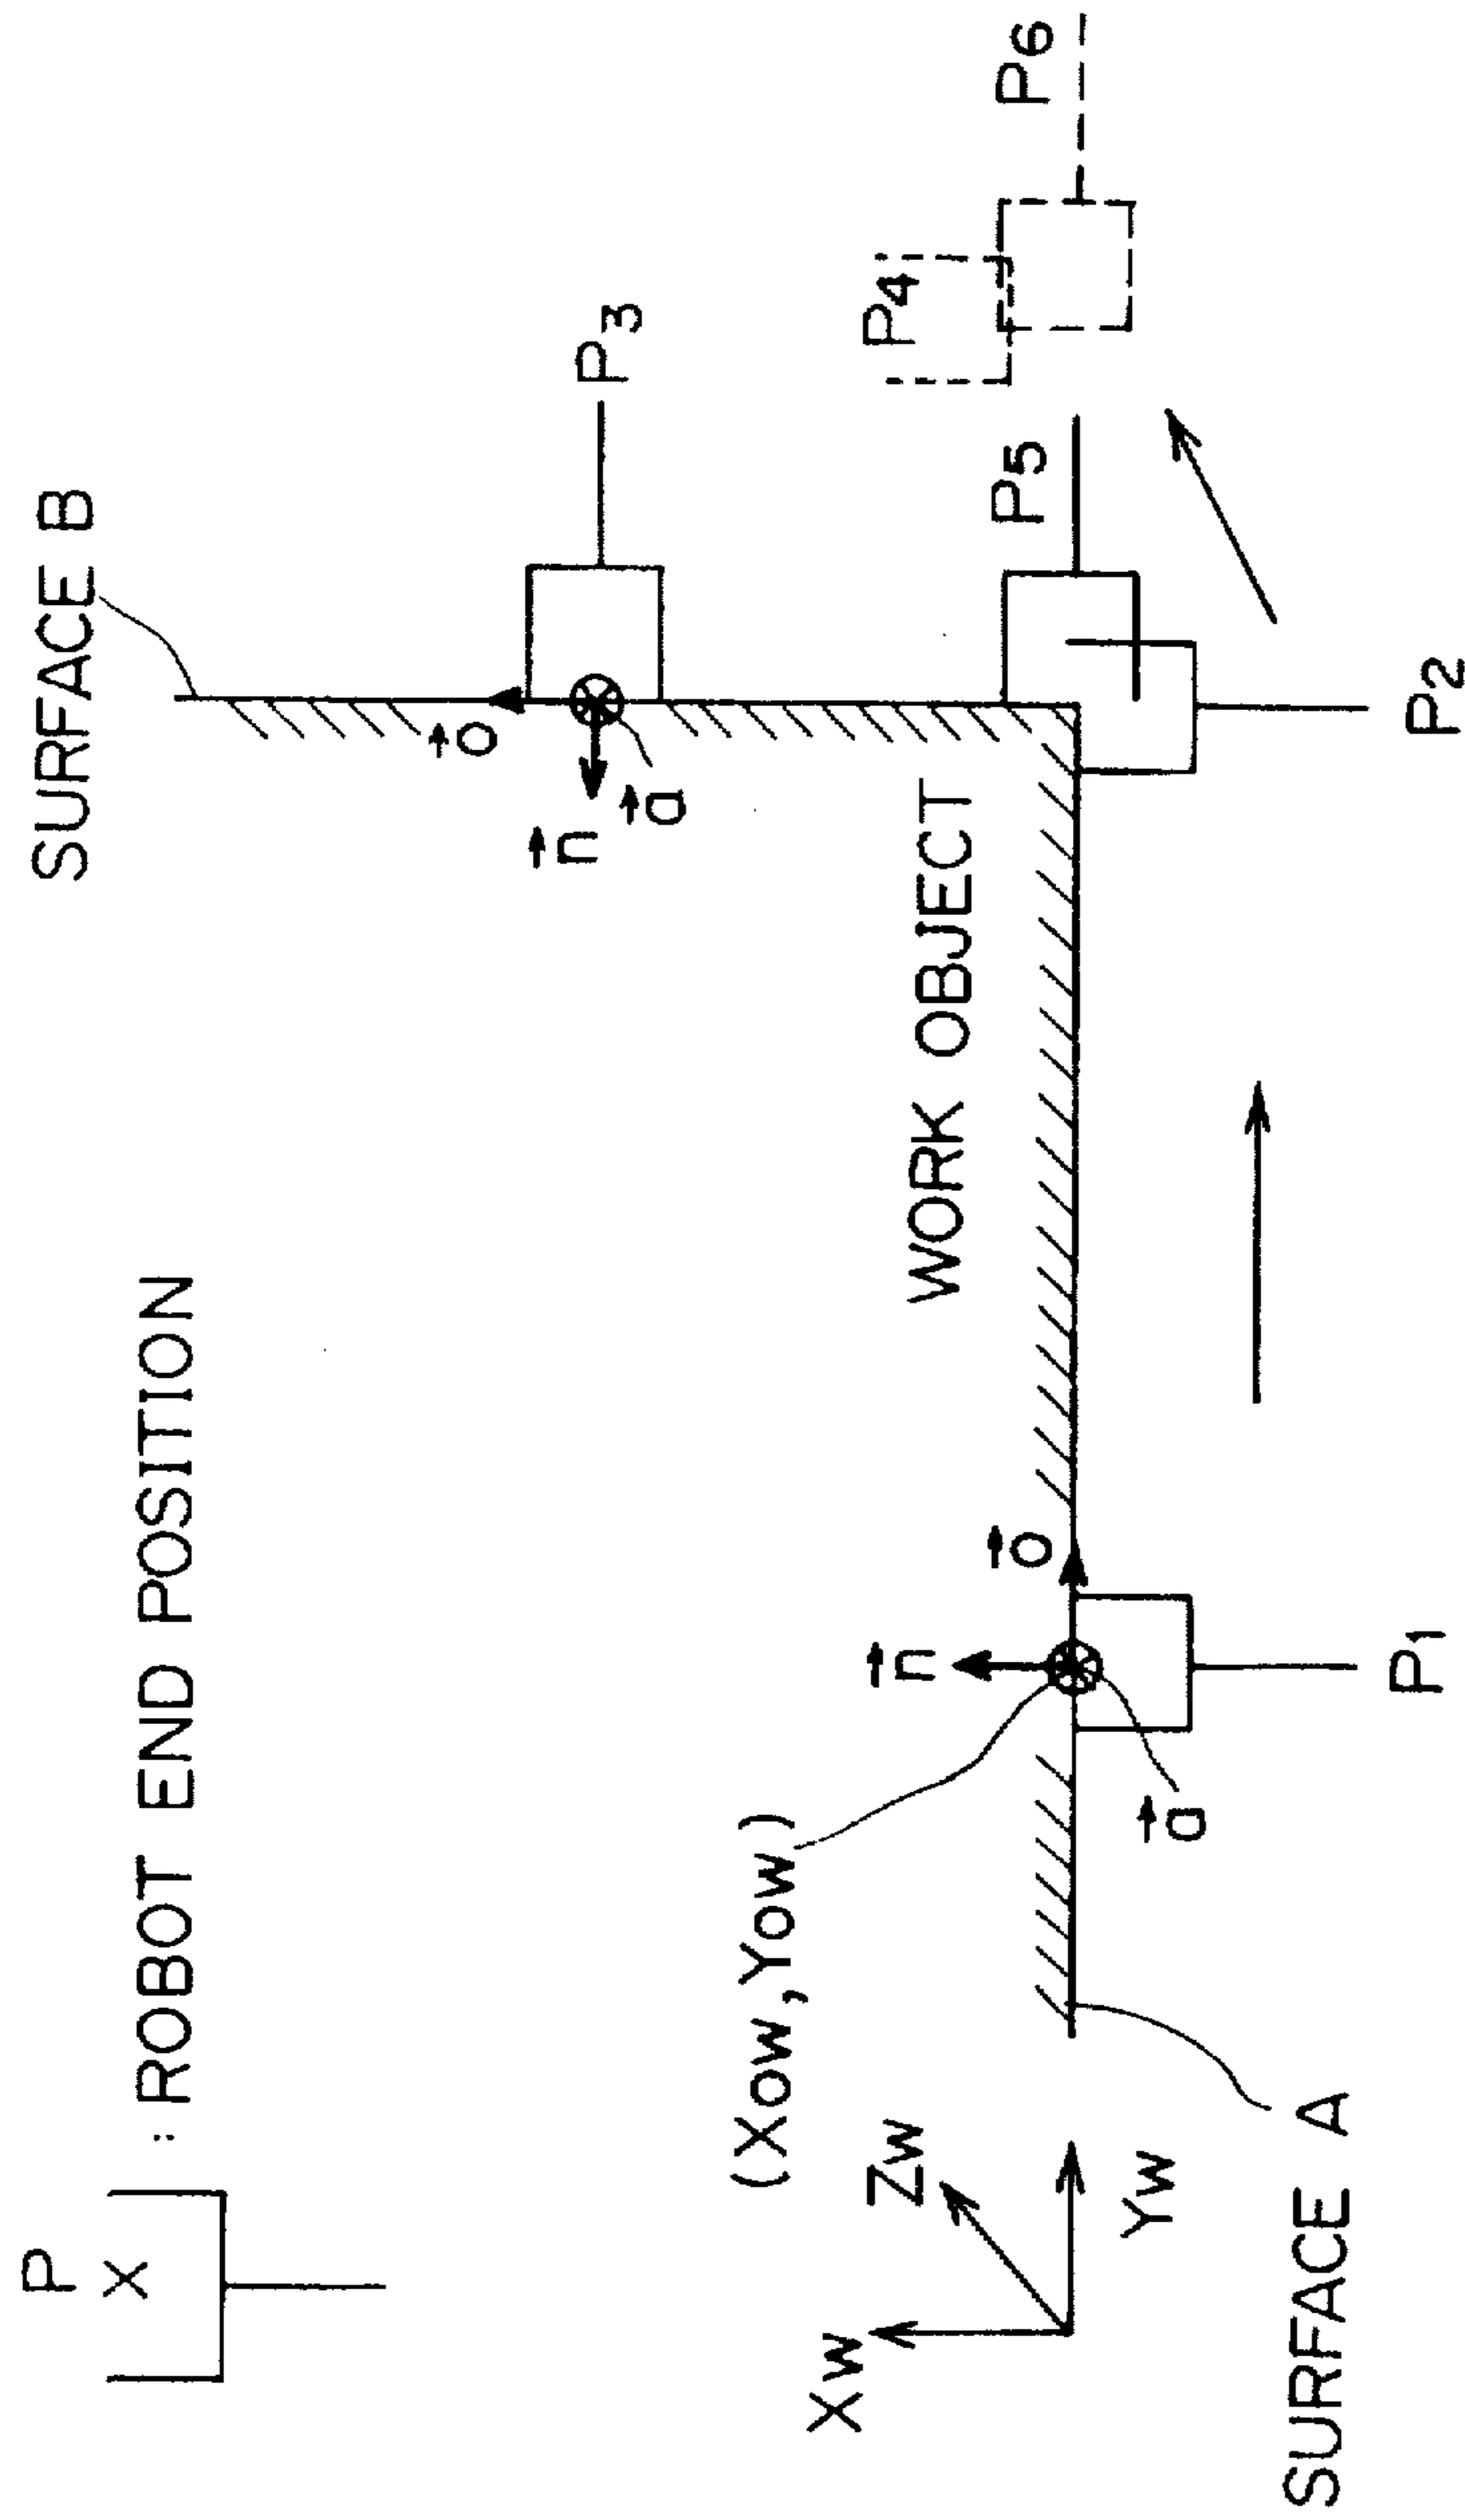 P
X : ROBOT END POSITION
SURFACE B
o
n
a
P3
P4
P6
P5
WORK OBJECT
(Xow,Yow)
n
o
a
Xw
Zw
Yw
SURFACE A
P1
P2